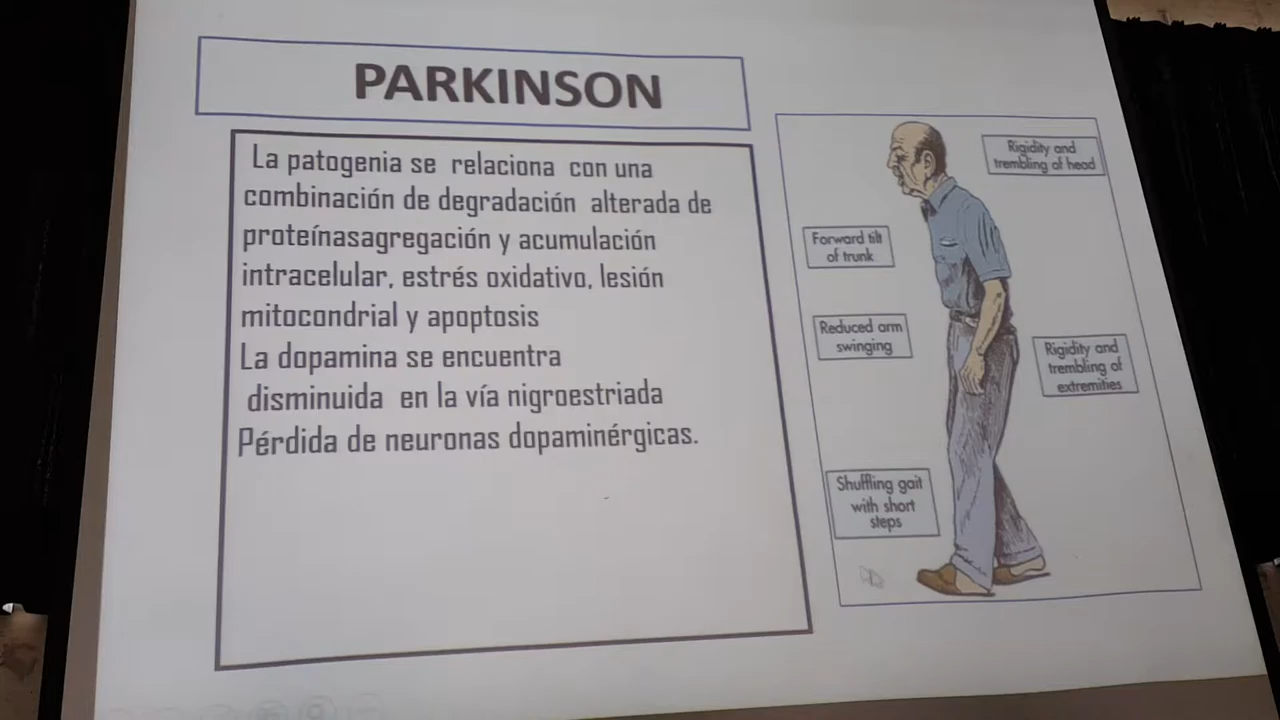 PARKINSON
La patogenia se relaciona con una
combinación de degradación alterada de
proteínasagregación y acumulación
intracelular, estrés oxidativo, lesión
mitocondrial y apoptosis
La dopamina se encuentra
disminuida en la vía nigroestriada
Pérdida de neuronas dopaminérgicas.
Rigidity and
trembling of head
Forward tilt
of trunk
Reduced arm
swinging
Rigidity and
trembling of
extremities
Shuffling gait
with short
steps